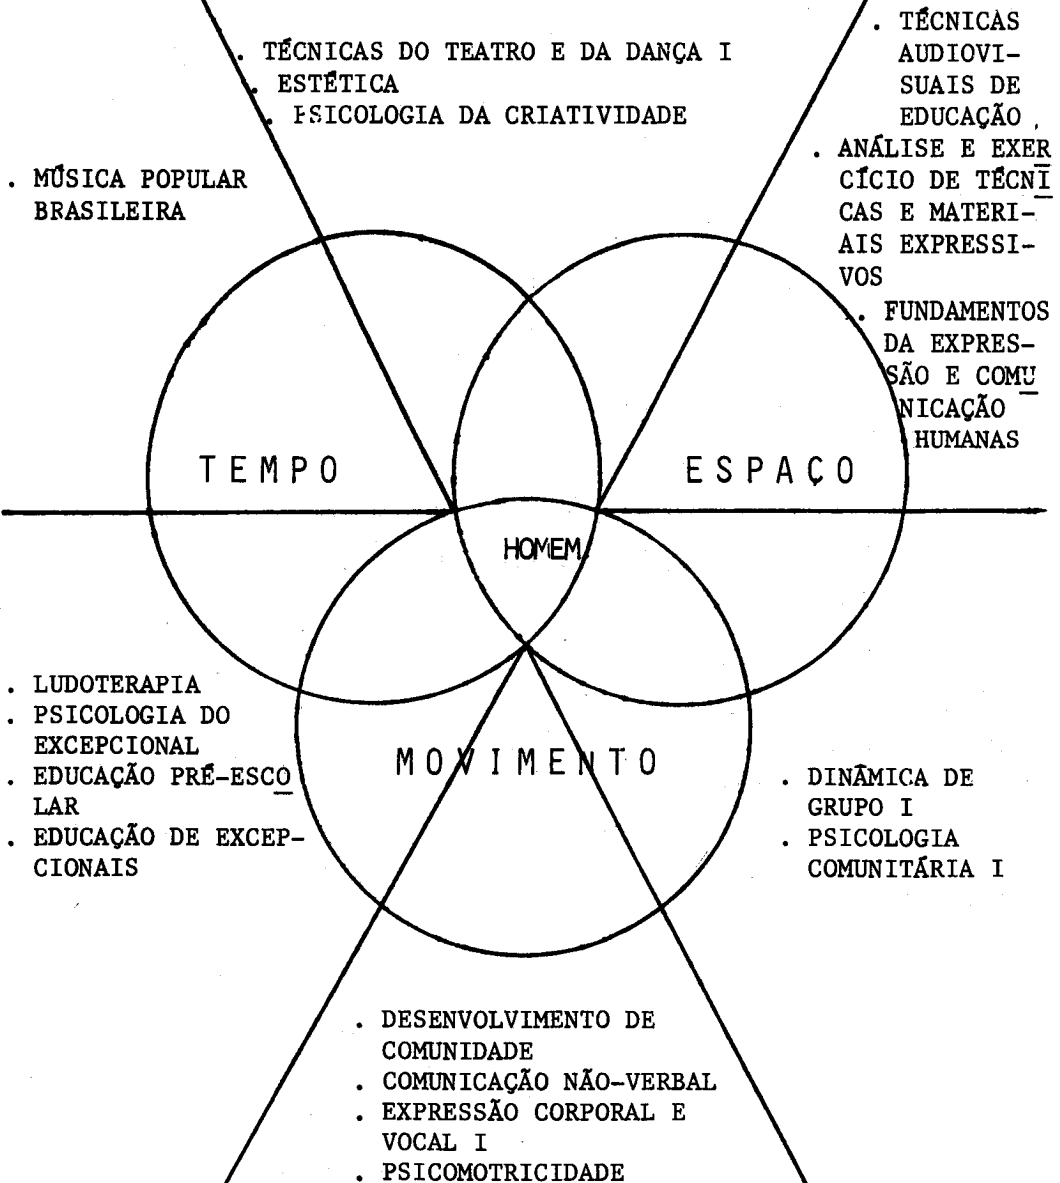 . TÉCNICAS DO TEATRO E DA DANÇA I
. ESTÉTICA
. PSICOLOGIA DA CRIATIVIDADE
. TÉCNICAS
AUDIOVI-
SUAIS DE
EDUCAÇÃO
. ANÁLISE E EXER
CÍCIO DE TÉCNI
CAS E MATERI-
AIS EXPRESSI-
VOS
. FUNDAMENTOS
DA EXPRES-
SÃO E COMU
NICAÇÃO
HUMANAS
. MÚSICA POPULAR
BRASILEIRA
TEMPO
ESPAÇO
HOMEM
MOVIMENTO
. LUDOTERAPIA
. PSICOLOGIA DO
EXCEPCIONAL
. EDUCAÇÃO PRÉ-ESCO
LAR
. EDUCAÇÃO DE EXCEP-
CIONAIS
. DINÂMICA DE
GRUPO I
. PSICOLOGIA
COMUNITÁRIA I
. DESENVOLVIMENTO DE
COMUNIDADE
. COMUNICAÇÃO NÃO-VERBAL
. EXPRESSÃO CORPORAL E
VOCAL I
. PSICOMOTRICIDADE